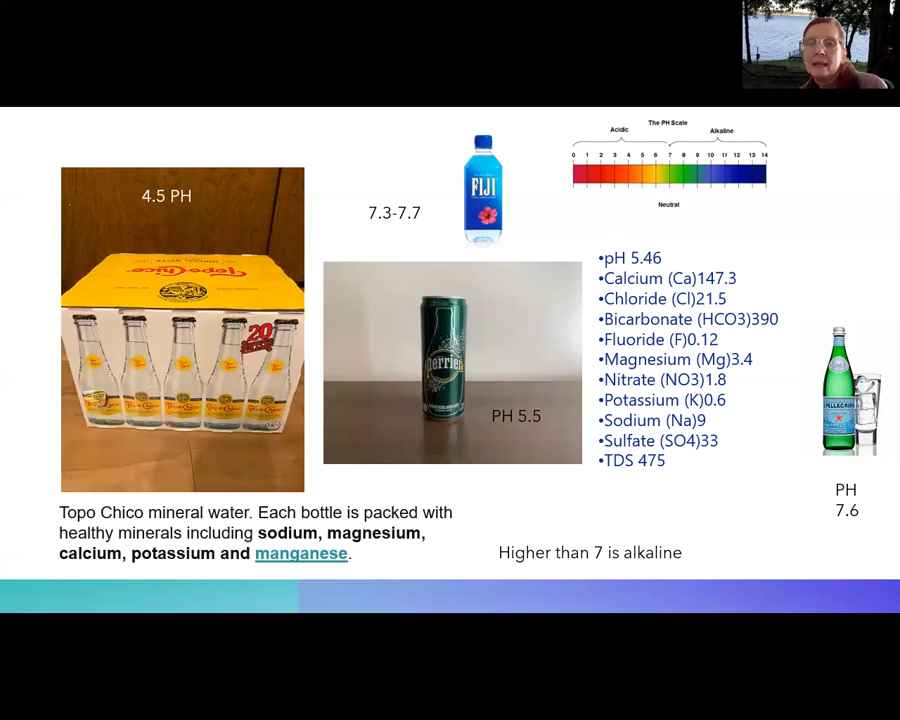 The PH Scale
Acidic
Alkaline
0 1 2 3 4 5 6 7 8 9 10 11 12 13 14
Neutral
4.5 PH
7.3-7.7
FIJI
MINERAL WATER
Topo Chico
20
Topo Chico
Perrier
PH 5.5
•pH 5.46
•Calcium (Ca)147.3
•Chloride (Cl)21.5
•Bicarbonate (HCO3)390
•Fluoride (F)0.12
•Magnesium (Mg)3.4
•Nitrate (NO3)1.8
•Potassium (K)0.6
•Sodium (Na)9
•Sulfate (SO4)33
•TDS 475
S.PELLEGRINO
PH
7.6
Topo Chico mineral water. Each bottle is packed with
healthy minerals including sodium, magnesium,
calcium, potassium and manganese.
Higher than 7 is alkaline